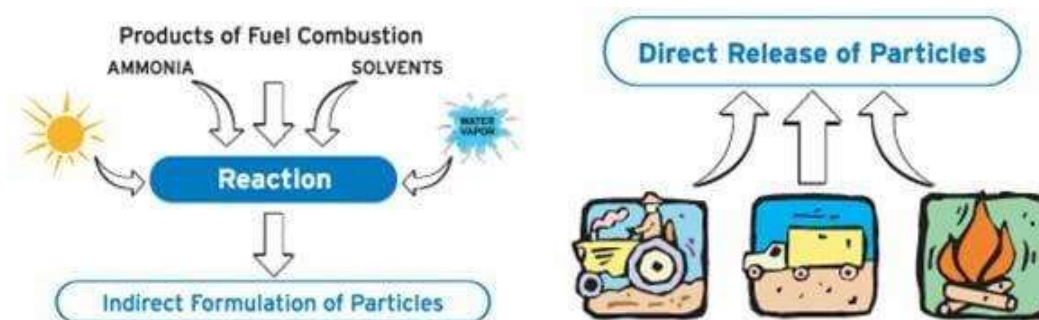 Products of Fuel Combustion
AMMONIA
SOLVENTS
WATER
VAPOR
Reaction
Indirect Formulation of Particles
Direct Release of Particles